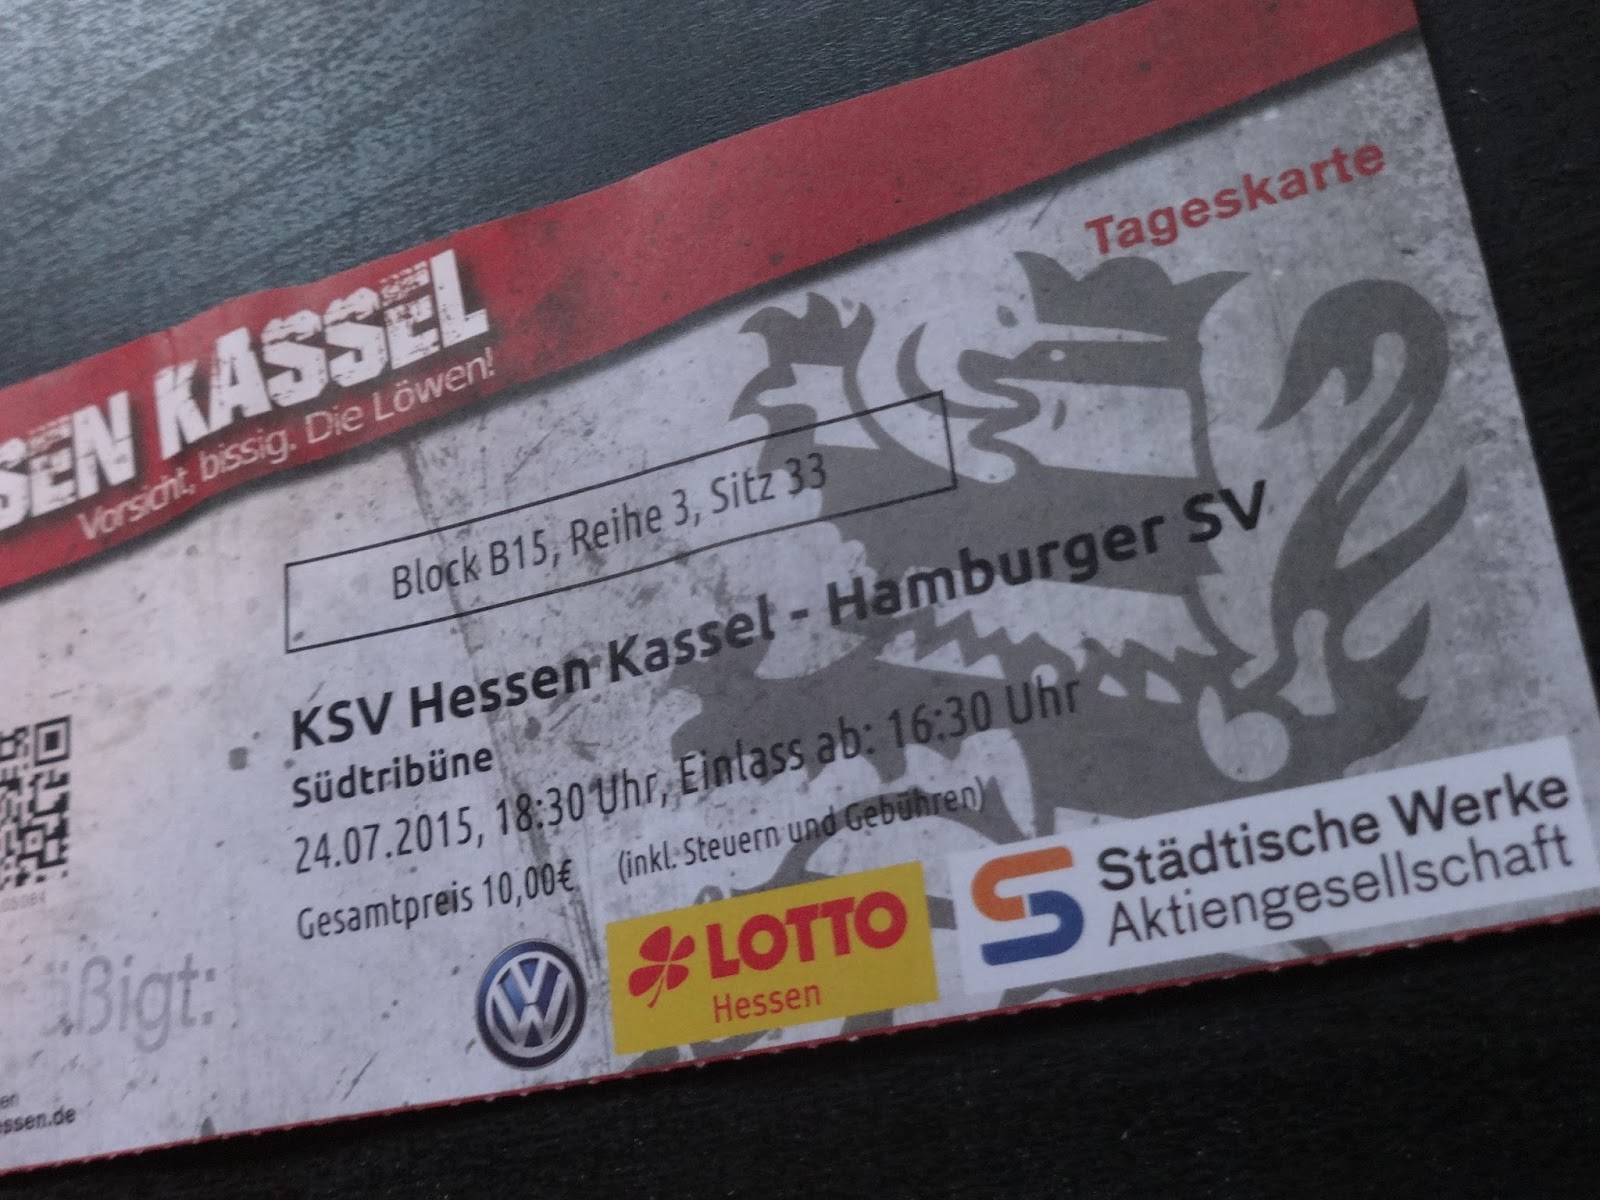 Tageskarte
SEN KASSEL
Vorsicht, bissig. Die Löwen!
Block B15, Reihe 3, Sitz 33
KSV Hessen Kassel - Hamburger SV
Südtribüne
24.07.2015, 18:30 Uhr, Einlass ab: 16:30 Uhr
Gesamtpreis 10,00€ (inkl. Steuern und Gebühren)
ßigt:
LOTTO
Hessen
Städtische Werke
Aktiengesellschaft
en
essen.de